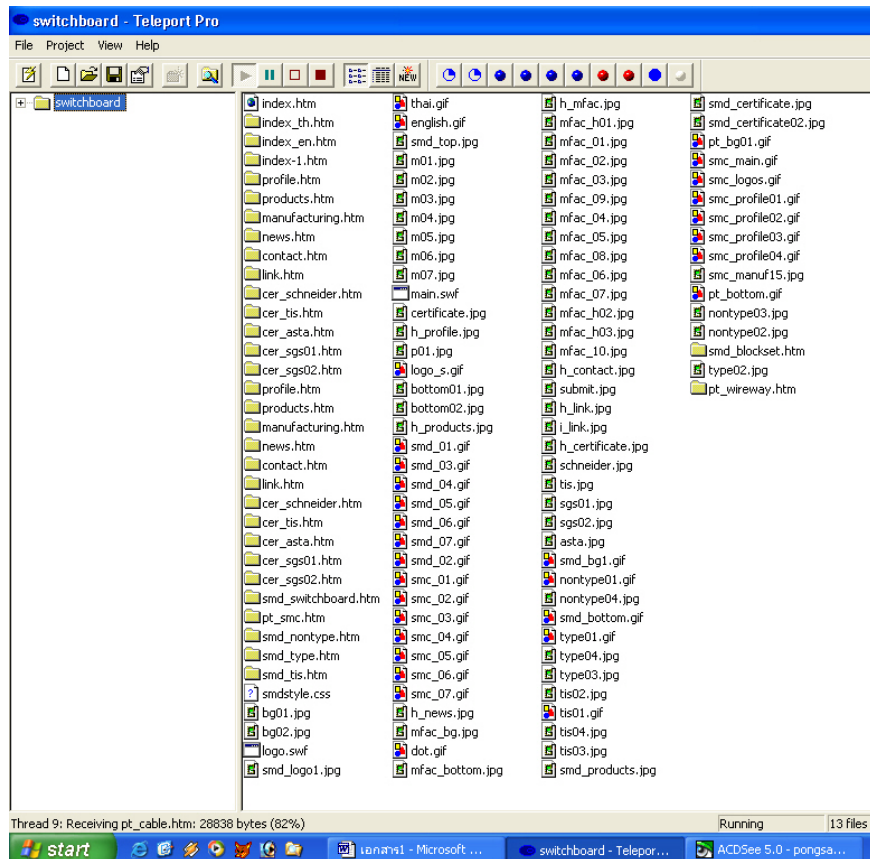 switchboard - Teleport Pro
File Project View Help
NEW
switchboard
index.htm
index_th.htm
index_en.htm
index-1.htm
profile.htm
products.htm
manufacturing.htm
news.htm
contact.htm
link.htm
cer_schneider.htm
cer_tis.htm
cer_asta.htm
cer_sgs01.htm
cer_sgs02.htm
profile.htm
products.htm
manufacturing.htm
news.htm
contact.htm
link.htm
cer_schneider.htm
cer_tis.htm
cer_asta.htm
cer_sgs01.htm
cer_sgs02.htm
smd_switchboard.htm
pt_smc.htm
smd_nontype.htm
smd_type.htm
smd_tis.htm
smdstyle.css
bg01.jpg
bg02.jpg
logo.swf
smd_logo1.jpg
thai.gif
english.gif
smd_top.jpg
m01.jpg
m02.jpg
m03.jpg
m04.jpg
m05.jpg
m06.jpg
m07.jpg
main.swf
certificate.jpg
h_profile.jpg
p01.jpg
logo_s.gif
bottom01.jpg
bottom02.jpg
h_products.jpg
smd_01.gif
smd_03.gif
smd_04.gif
smd_05.gif
smd_06.gif
smd_07.gif
smd_02.gif
smc_01.gif
smc_02.gif
smc_03.gif
smc_04.gif
smc_05.gif
smc_06.gif
smc_07.gif
h_news.jpg
mfac_bg.jpg
dot.gif
mfac_bottom.jpg
h_mfac.jpg
mfac_h01.jpg
mfac_01.jpg
mfac_02.jpg
mfac_03.jpg
mfac_09.jpg
mfac_04.jpg
mfac_05.jpg
mfac_08.jpg
mfac_06.jpg
mfac_07.jpg
mfac_h02.jpg
mfac_h03.jpg
mfac_10.jpg
h_contact.jpg
submit.jpg
h_link.jpg
i_link.jpg
h_certificate.jpg
schneider.jpg
tis.jpg
sgs01.jpg
sgs02.jpg
asta.jpg
smd_bg1.gif
nontype01.gif
nontype04.jpg
smd_bottom.gif
type01.gif
type04.jpg
type03.jpg
tis02.jpg
tis01.gif
tis04.jpg
tis03.jpg
smd_products.jpg
smd_certificate.jpg
smd_certificate02.jpg
pt_bg01.gif
smc_main.gif
smc_logos.gif
smc_profile01.gif
smc_profile02.gif
smc_profile03.gif
smc_profile04.gif
smc_manuf15.jpg
pt_bottom.gif
nontype03.jpg
nontype02.jpg
smd_blockset.htm
type02.jpg
pt_wireway.htm
Thread 9: Receiving pt_cable.htm: 28838 bytes (82%) Running 13 files
start เอกสาร1 - Microsoft ... switchboard - Telepor... ACDSee 5.0 - pongsa...